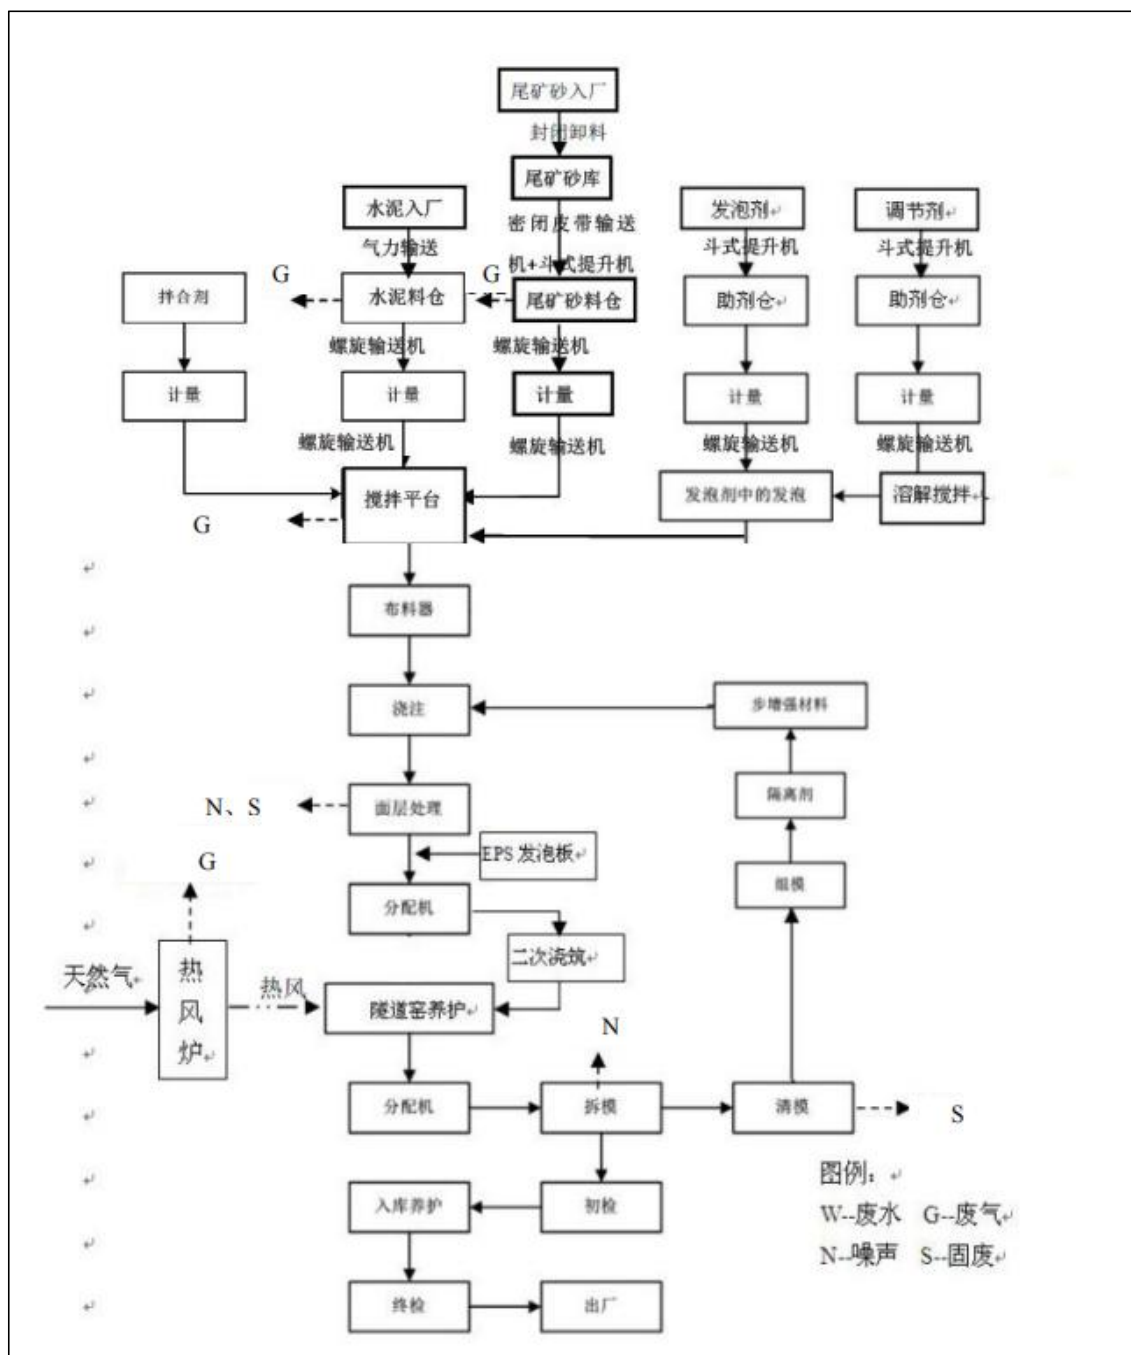 尾矿砂入厂
封闭卸料
尾矿砂库
水泥入厂
发泡剂
调节剂
密闭皮带输送
气力输送
斗式提升机
斗式提升机
机+斗式提升机
G
G
拌合剂
水泥料仓
尾矿砂料仓
助剂仓
助剂仓
螺旋输送机
螺旋输送机
计量
计量
计量
计量
计量
螺旋输送机
螺旋输送机
螺旋输送机
螺旋输送机
搅拌平台
发泡剂中的发泡
溶解搅拌
G
布料器
浇注
步增强材料
N、S
面层处理
隔离剂
EPS 发泡板
G
组模
分配机
二次浇筑
天然气
热风炉
热风
隧道窑养护
N
分配机
拆模
清模
S
图例:
入库养护
初检
W--废水 G--废气
N--噪声 S--固废
终检
出厂